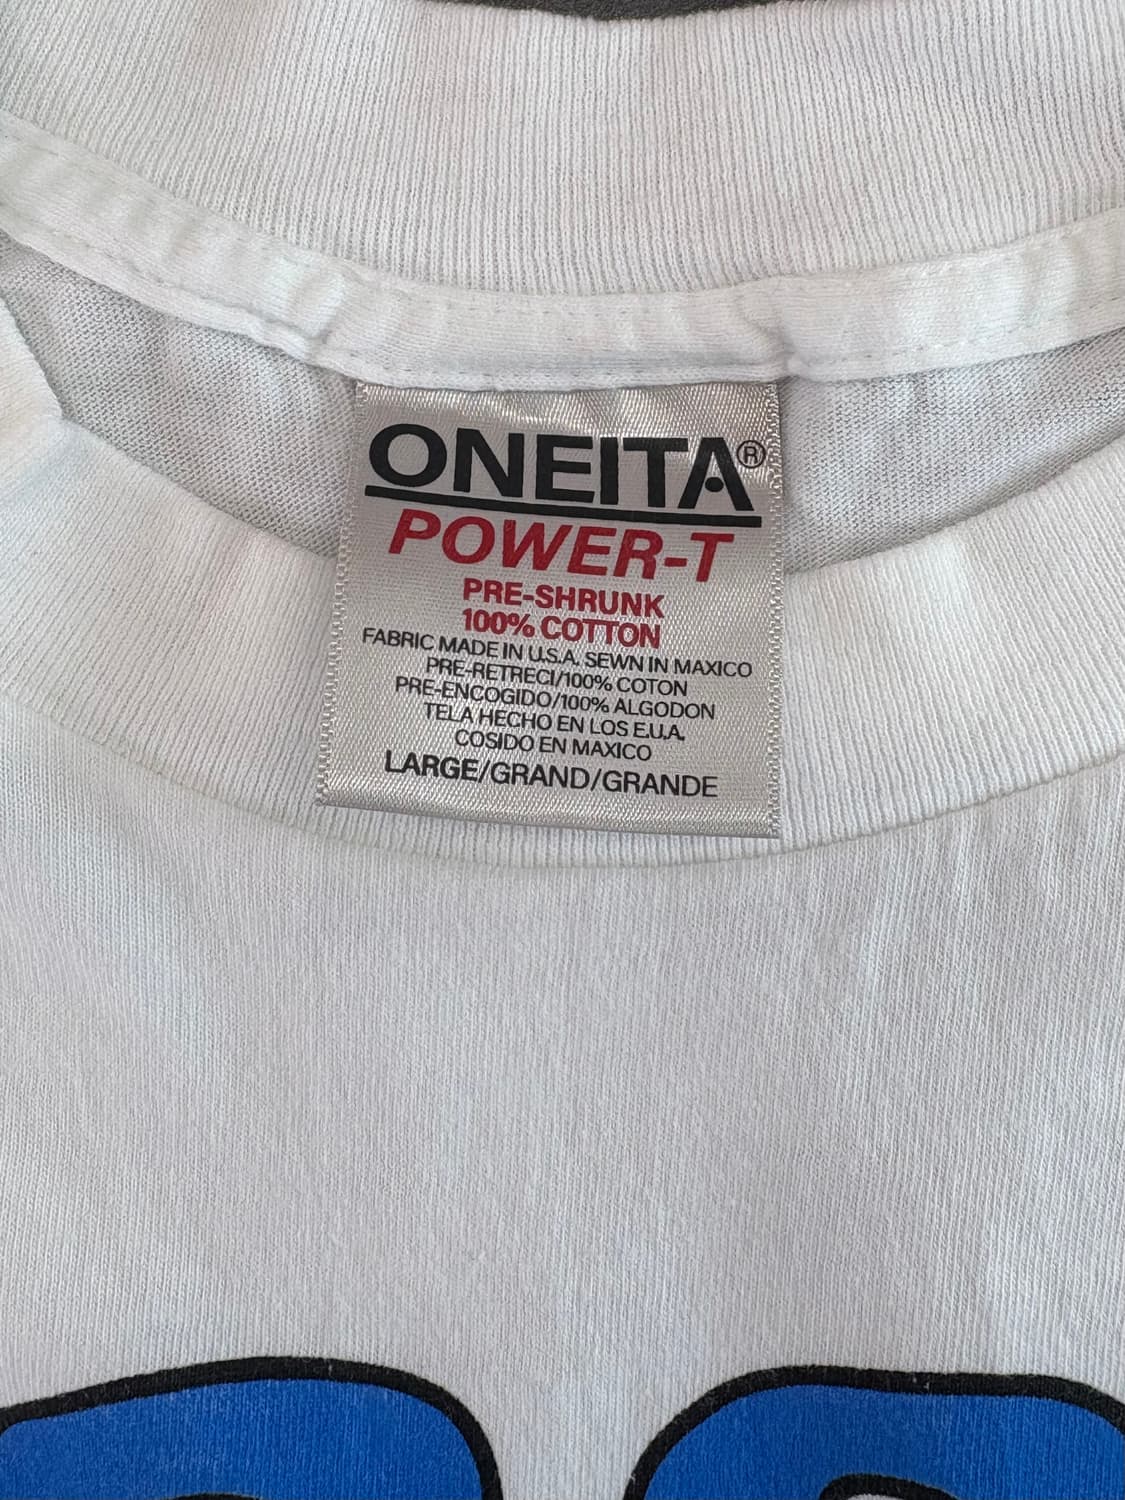 ONEITA®
POWER-T
PRE-SHRUNK
100% COTTON
FABRIC MADE IN U.S.A. SEWN IN MAXICO
PRE-RETRECI/100% COTON
PRE-ENCOGIDO/100% ALGODON
TELA HECHO EN LOS E.U.A.
COSIDO EN MAXICO
LARGE/GRAND/GRANDE